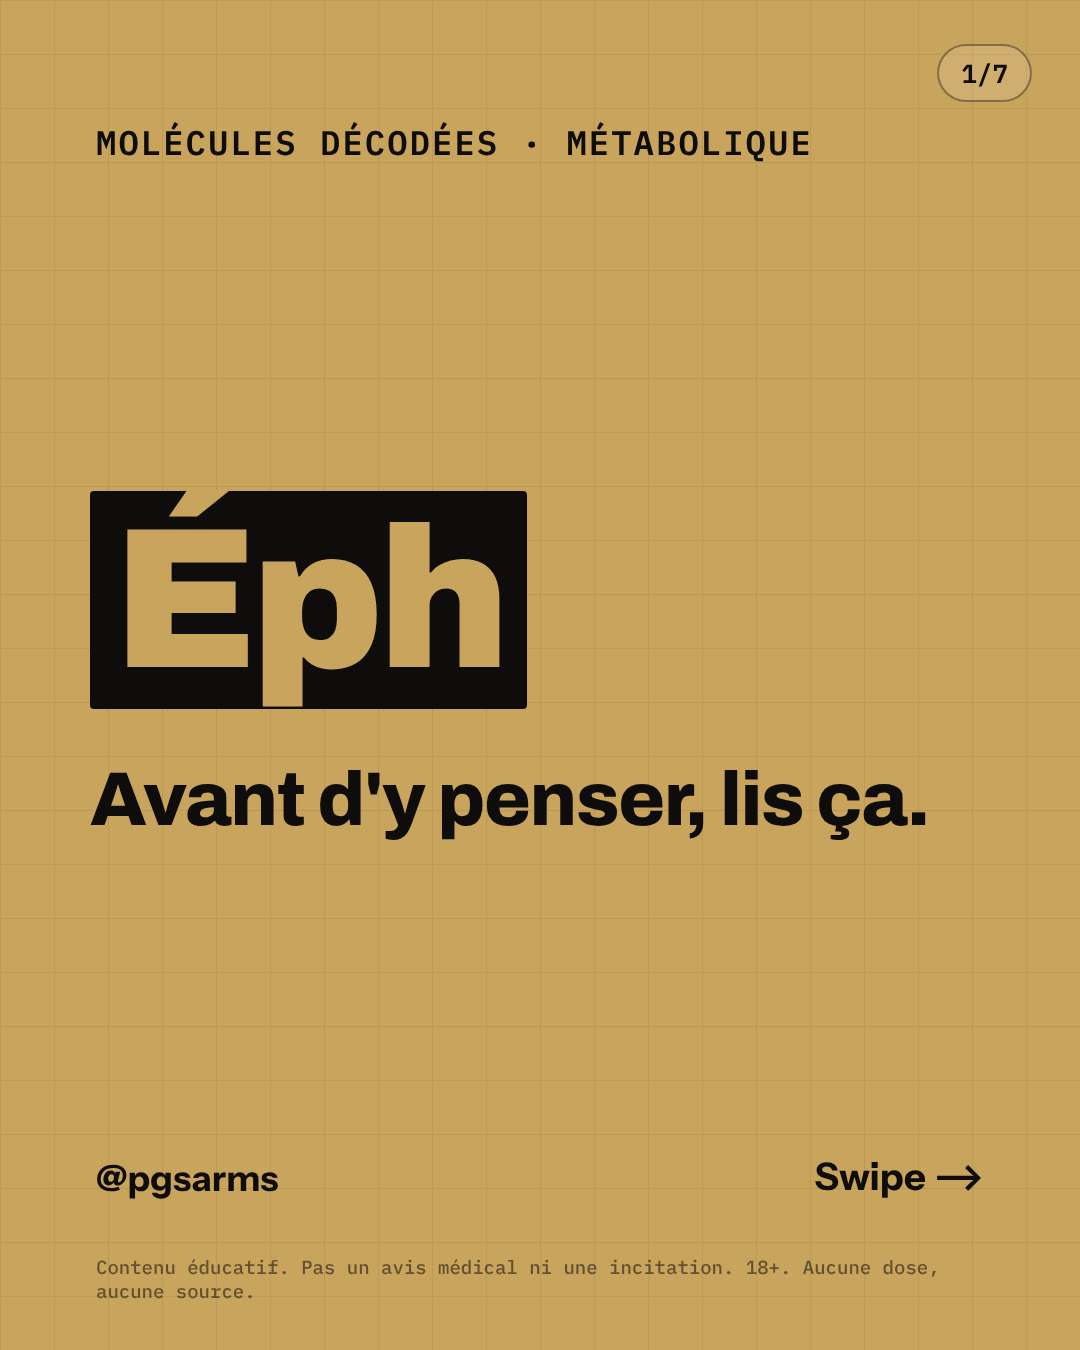 1/7
MOLÉCULES DÉCODÉES · MÉTABOLIQUE
Éph
Avant d'y penser, lis ça.
@pgsarms
Swipe →
Contenu éducatif. Pas un avis médical ni une incitation. 18+. Aucune dose,
aucune source.